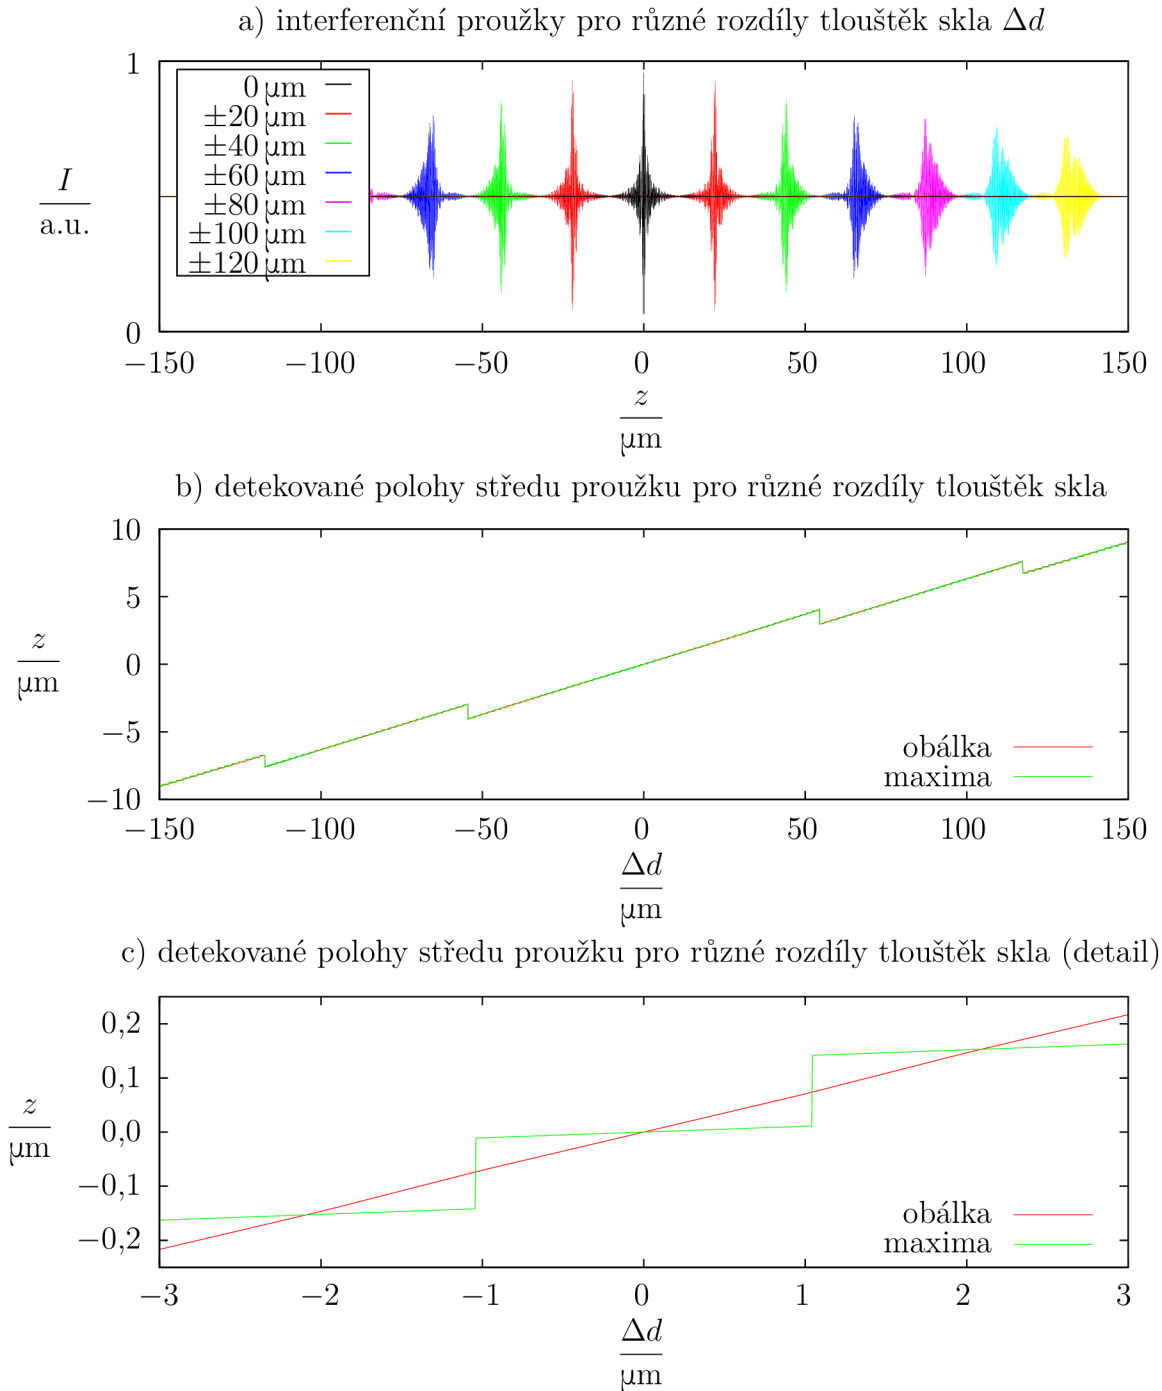 a) interferenční proužky pro různé rozdíly tlouštěk skla Δd
1
0 μm
±20 μm
±40 μm
±60 μm
±80 μm
±100 μm
±120 μm
I
a.u.
0
−150 −100 −50 0 50 100 150
z
μm
b) detekované polohy středu proužku pro různé rozdíly tlouštěk skla
10
5
0
−5
−10
z
μm
obálka
maxima
−150 −100 −50 0 50 100 150
Δd
μm
c) detekované polohy středu proužku pro různé rozdíly tlouštěk skla (detail)
0,2
0,1
0,0
−0,1
−0,2
z
μm
obálka
maxima
−3 −2 −1 0 1 2 3
Δd
μm